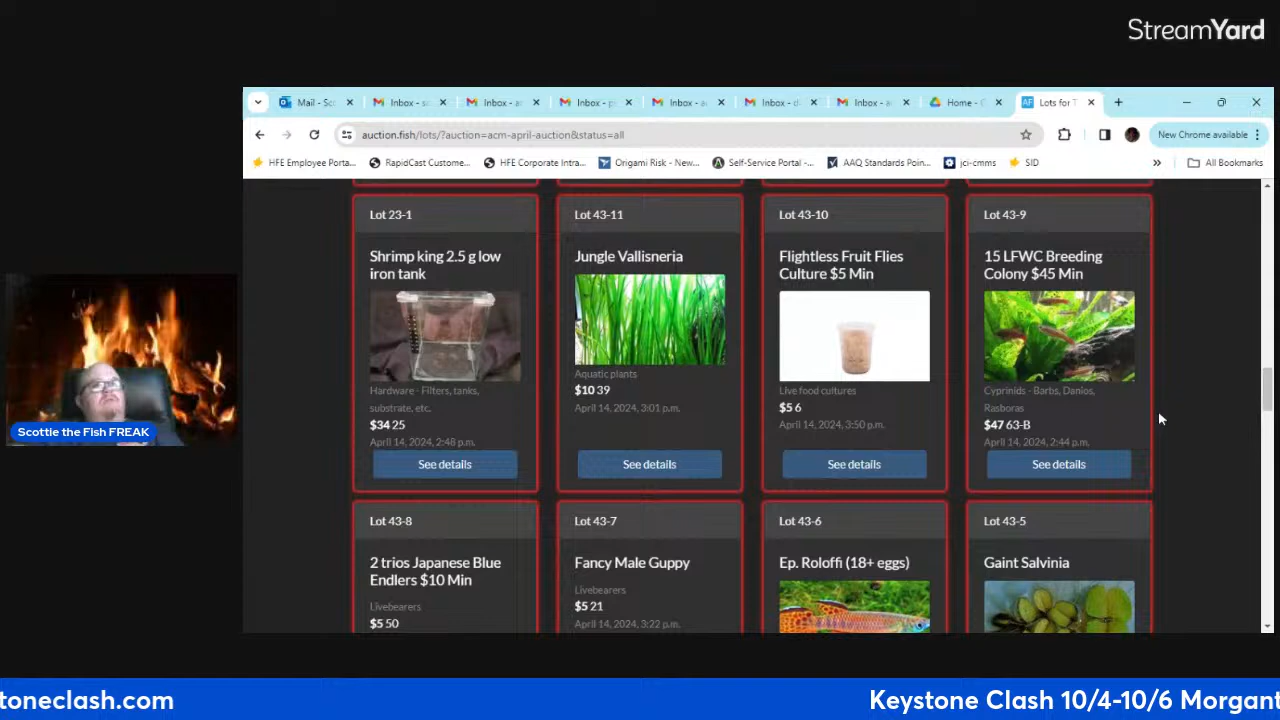 StreamYard
Mail - Sc
Inbox - s
Inbox - a
Inbox - p
Inbox - a
Inbox - d
Inbox - a
Home - G
Lots for T
auction.fish/lots/?auction=acm-april-auction&status=all
New Chrome available
HFE Employee Porta...
RapidCast Custome...
HFE Corporate Intra...
Origami Risk - New...
Self-Service Portal -...
AAQ Standards Poin...
jci-cmms
SID
All Bookmarks
Lot 23-1
Shrimp king 2.5 g low
iron tank
Hardware - Filters, tanks,
substrate, etc.
$34 25
April 14, 2024, 2:48 p.m.
See details
Lot 43-11
Jungle Vallisneria
Aquatic plants
$10 39
April 14, 2024, 3:01 p.m.
See details
Lot 43-10
Flightless Fruit Flies
Culture $5 Min
Live food cultures
$5 6
April 14, 2024, 3:50 p.m.
See details
Lot 43-9
15 LFWC Breeding
Colony $45 Min
Cyprinids - Barbs, Danios,
Rasboras
$47 63-B
April 14, 2024, 2:44 p.m.
See details
Lot 43-8
2 trios Japanese Blue
Endlers $10 Min
Livebearers
$5 50
Lot 43-7
Fancy Male Guppy
Livebearers
$5 21
April 14, 2024, 3:22 p.m.
Lot 43-6
Ep. Roloffi (18+ eggs)
Lot 43-5
Gaint Salvinia
Scottie the Fish FREAK
toneclash.com
Keystone Clash 10/4-10/6 Morgant